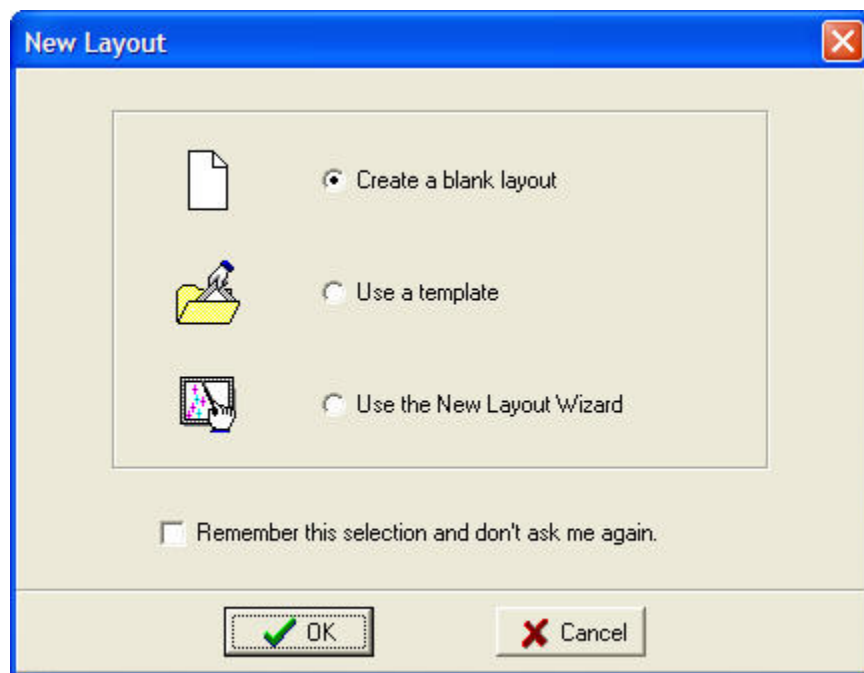 New Layout
Create a blank layout
Use a template
Use the New Layout Wizard
Remember this selection and don't ask me again.
OK
Cancel